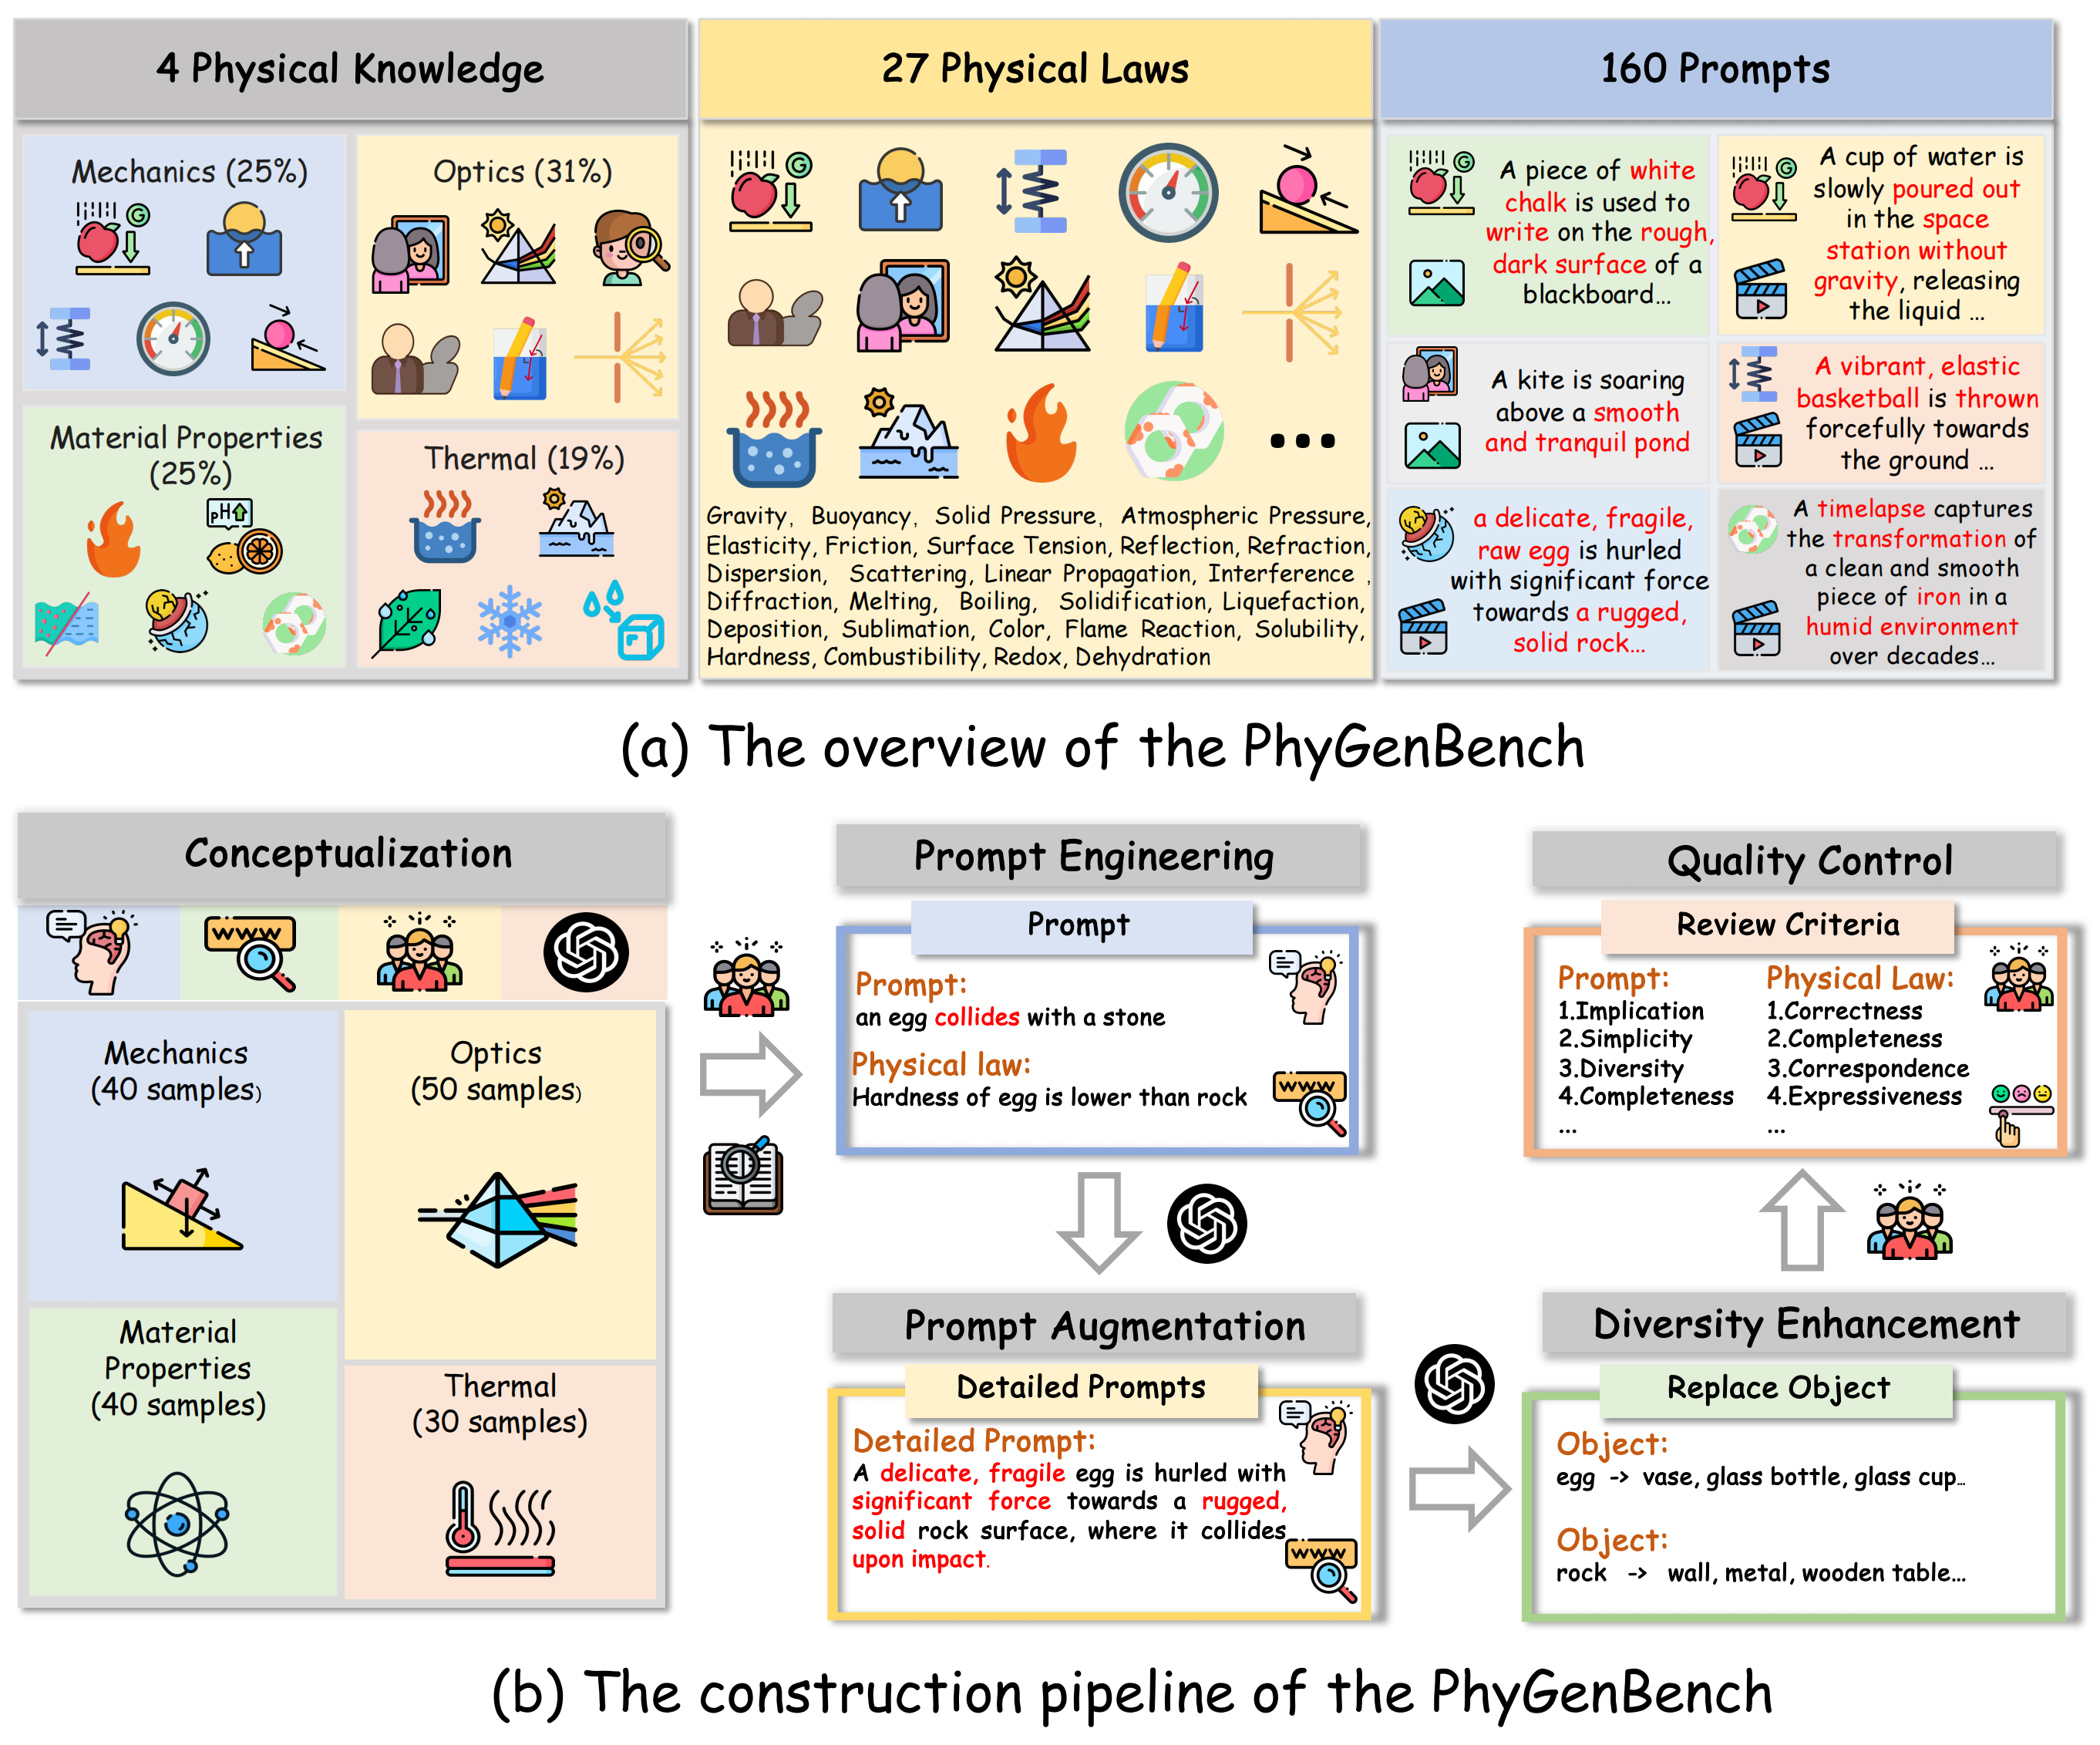 4 Physical Knowledge
Mechanics (25%)
G
Optics (31%)
Material Properties
(25%)
pH
Thermal (19%)
27 Physical Laws
G
Gravity, Buoyancy, Solid Pressure, Atmospheric Pressure,
Elasticity, Friction, Surface Tension, Reflection, Refraction,
Dispersion, Scattering, Linear Propagation, Interference ,
Diffraction, Melting, Boiling, Solidification, Liquefaction,
Deposition, Sublimation, Color, Flame Reaction, Solubility,
Hardness, Combustibility, Redox, Dehydration
160 Prompts
G
A piece of white
chalk is used to
write on the rough,
dark surface of a
blackboard...
G
A cup of water is
slowly poured out
in the space
station without
gravity, releasing
the liquid ...
A kite is soaring
above a smooth
and tranquil pond
A vibrant, elastic
basketball is thrown
forcefully towards
the ground ...
a delicate, fragile,
raw egg is hurled
with significant force
towards a rugged,
solid rock...
A timelapse captures
the transformation of
a clean and smooth
piece of iron in a
humid environment
over decades...
(a) The overview of the PhyGenBench
Conceptualization
www
Mechanics
(40 samples)
Optics
(50 samples)
Material
Properties
(40 samples)
Thermal
(30 samples)
Prompt Engineering
Prompt
Prompt:
an egg collides with a stone
Physical law:
Hardness of egg is lower than rock
www
Prompt Augmentation
Detailed Prompts
Detailed Prompt:
A delicate, fragile egg is hurled with
significant force towards a rugged,
solid rock surface, where it collides
upon impact.
www
Diversity Enhancement
Replace Object
Object:
egg -> vase, glass bottle, glass cup...
Object:
rock -> wall, metal, wooden table...
Quality Control
Review Criteria
Prompt:
1.Implication
2.Simplicity
3.Diversity
4.Completeness
...
Physical Law:
1.Correctness
2.Completeness
3.Correspondence
4.Expressiveness
...
(b) The construction pipeline of the PhyGenBench